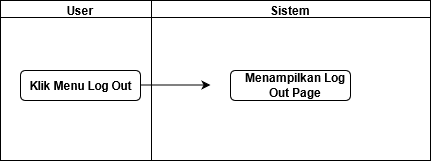 User
Sistem
Klik Menu Log Out
Menampilkan Log
Out Page